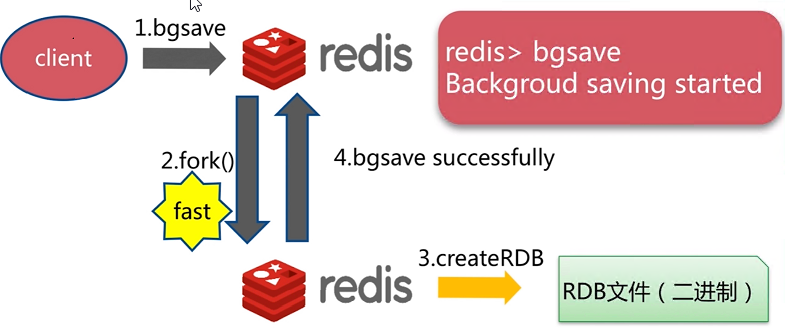 1.bgsave
client
redis
redis> bgsave
Backgroud saving started
2.fork()
4.bgsave successfully
fast
redis
3.createRDB
RDB文件（二进制）